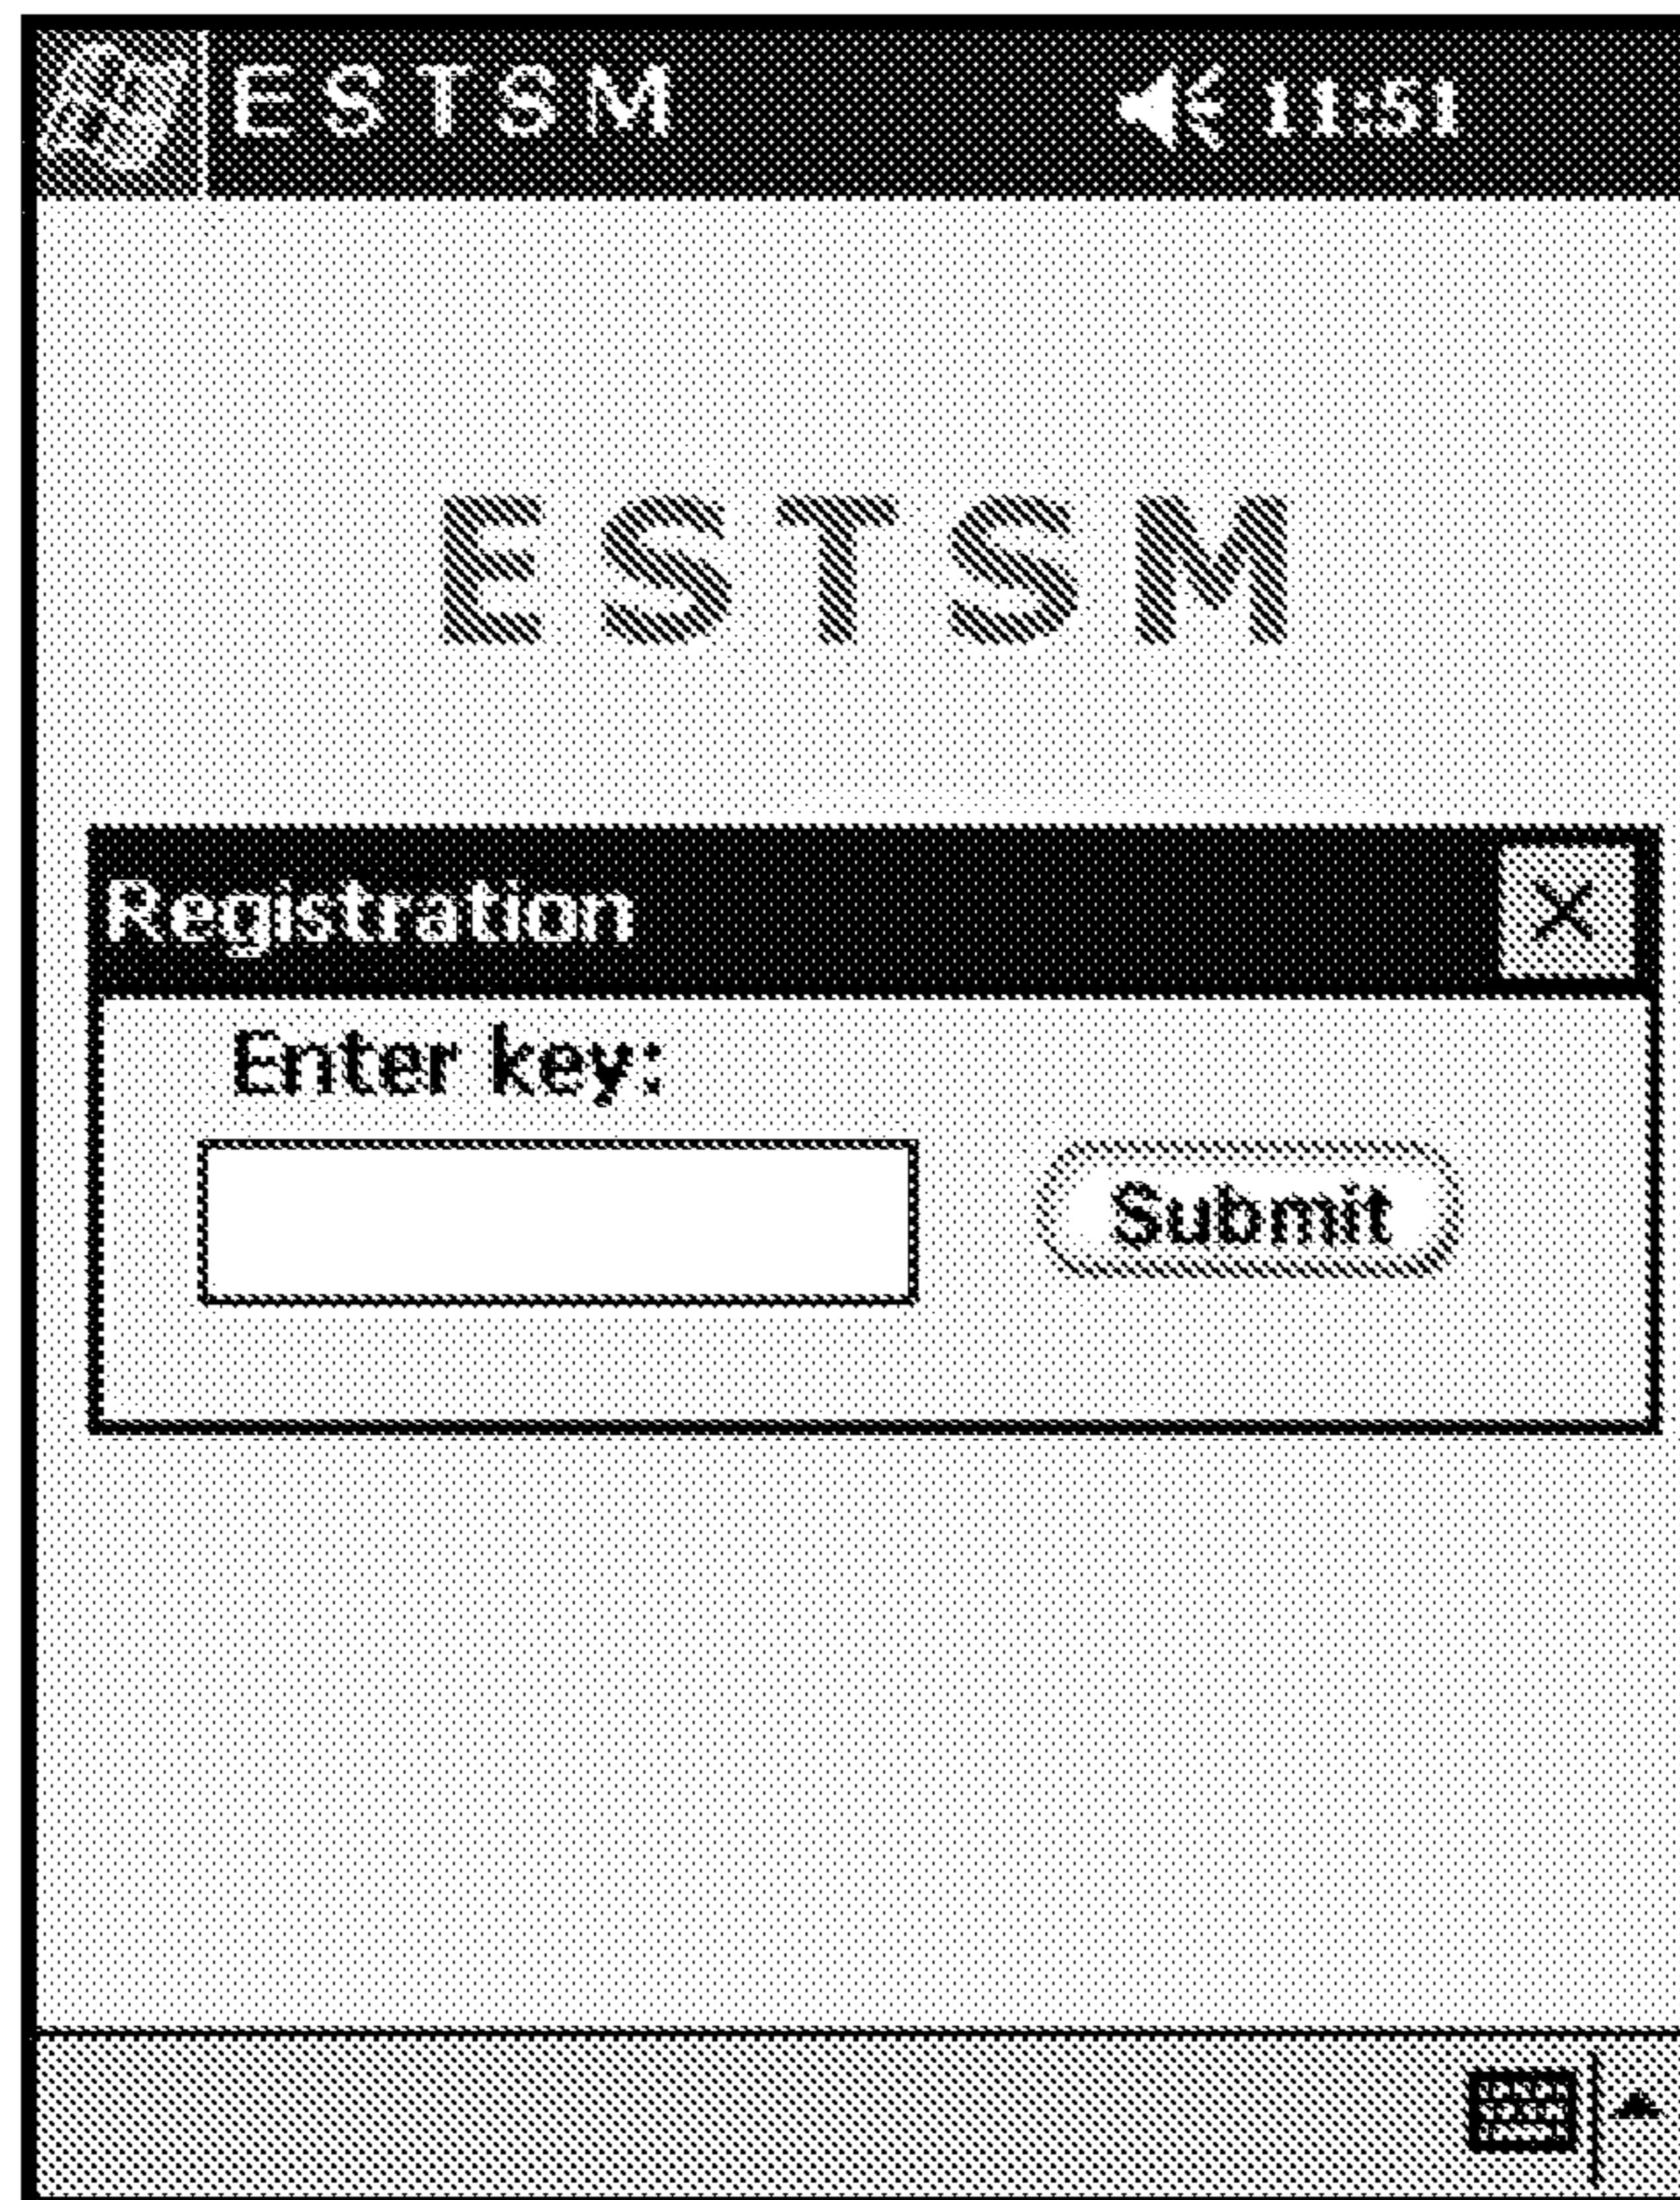 ESTSM 11:51
ESTSM
Registration
Enter key:
Submit